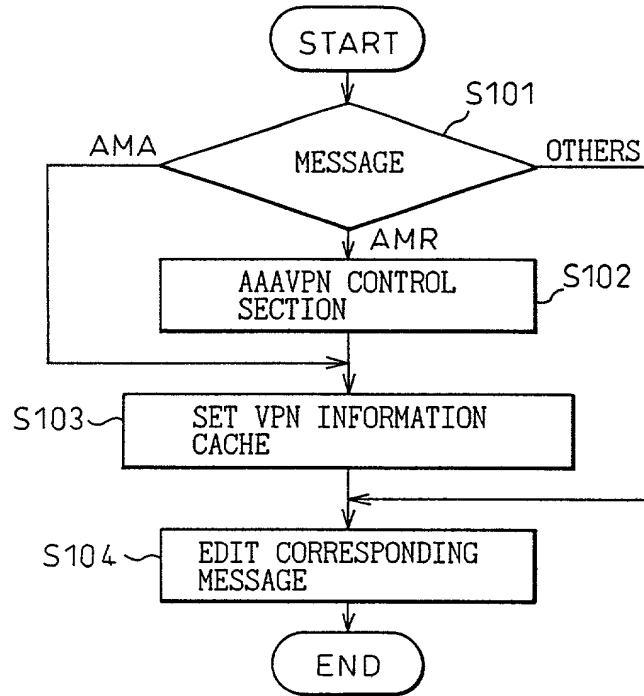 START
S101
AMA
MESSAGE
OTHERS
AMR
AAAVPN CONTROL
SECTION
S102
S103
SET VPN INFORMATION
CACHE
S104
EDIT CORRESPONDING
MESSAGE
END